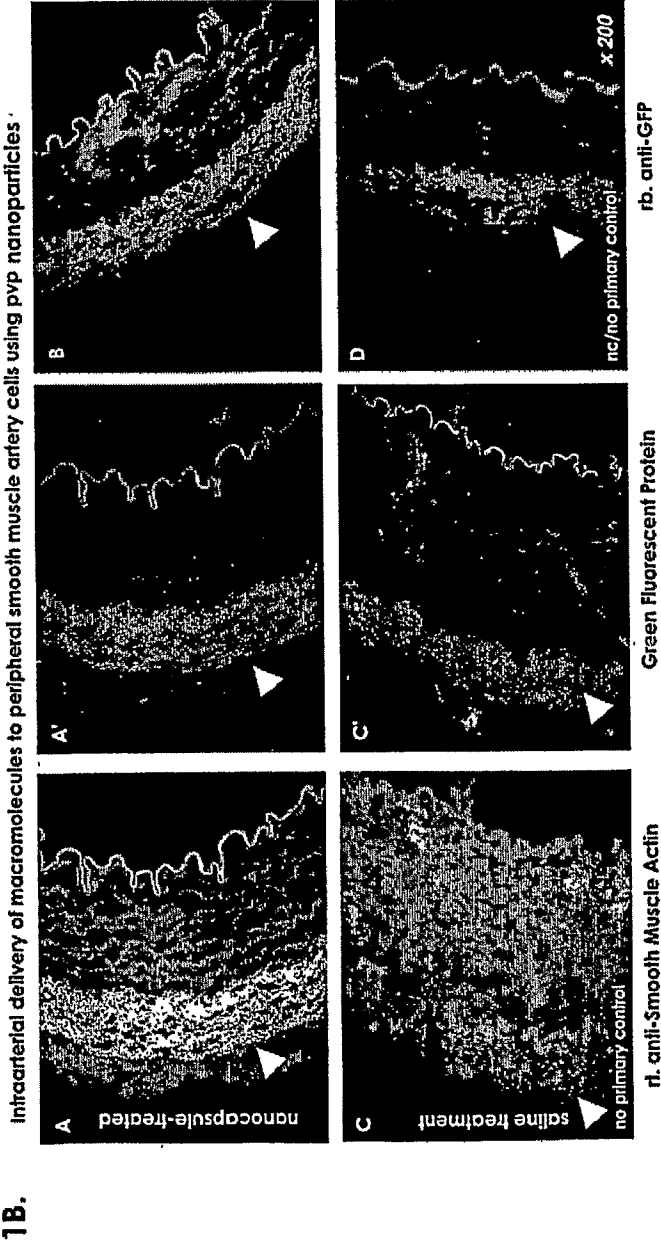 1B.
Intraarterial delivery of macromolecules to peripheral smooth muscle artery cells using pvp nanoparticles
A
nanocapsule-treated
A'
B
C
saline treatment
no primary control
C'
D
nc/no primary control
x 200
rt. anti-Smooth Muscle Actin
Green Fluorescent Protein
rb. anti-GFP